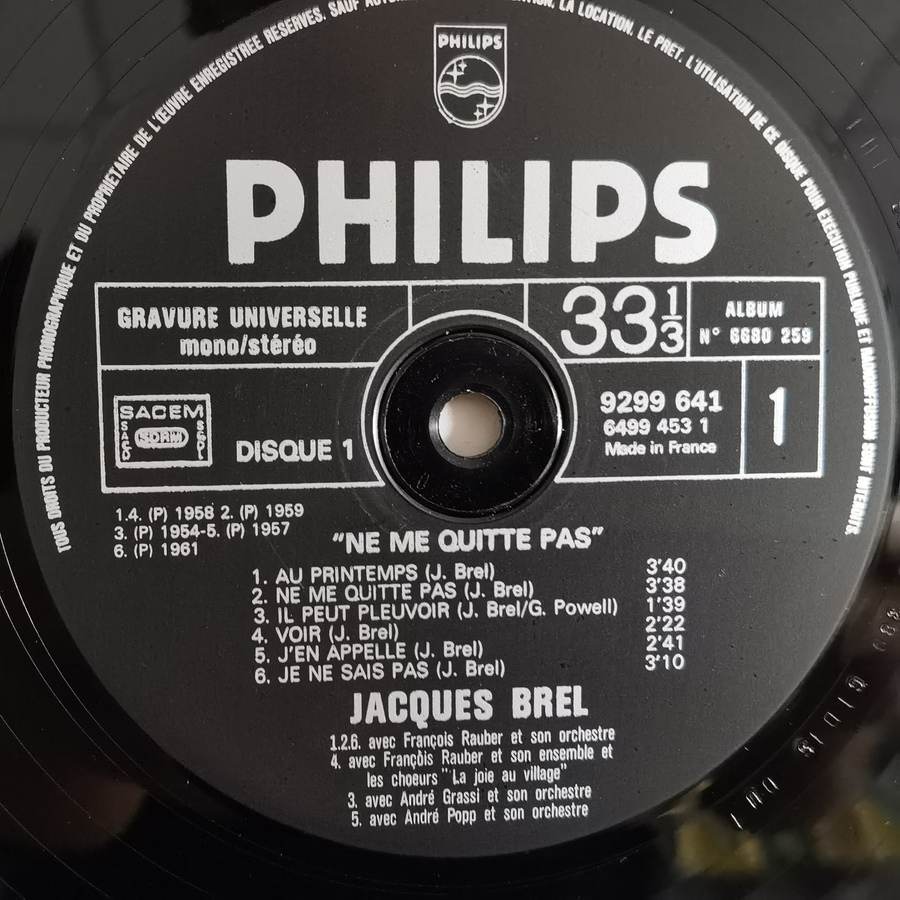 TOUS DROITS DU PRODUCTEUR PHONOGRAPHIQUE ET DU PROPRIETAIRE DE L'ŒUVRE ENREGISTREE RESERVES. SAUF LA LOCATION. LE PRET. L'UTILISATION DE CE DISQUE POUR EXECUTION PUBLIQUE ET RADIODIFFUSION SONT INTERDITS.
PHILIPS
PHILIPS
GRAVURE UNIVERSELLE
mono/stéréo
33 1/3
ALBUM
N° 6680 259
SACEM
SACD SDRM SGDL
DISQUE 1
9299 641
6499 453 1
Made in France
1
1.4. (P) 1958 2. (P) 1959
3. (P) 1954-5. (P) 1957
6. (P) 1961
"NE ME QUITTE PAS"
1. AU PRINTEMPS (J. Brel) 3'40
2. NE ME QUITTE PAS (J. Brel) 3'38
3. IL PEUT PLEUVOIR (J. Brel/G. Powell) 1'39
4. VOIR (J. Brel) 2'22
5. J'EN APPELLE (J. Brel) 2'41
6. JE NE SAIS PAS (J. Brel) 3'10
JACQUES BREL
1.2.6. avec François Rauber et son orchestre
4. avec François Rauber et son ensemble et
les choeurs "La joie au village"
3. avec André Grassi et son orchestre
5. avec André Popp et son orchestre